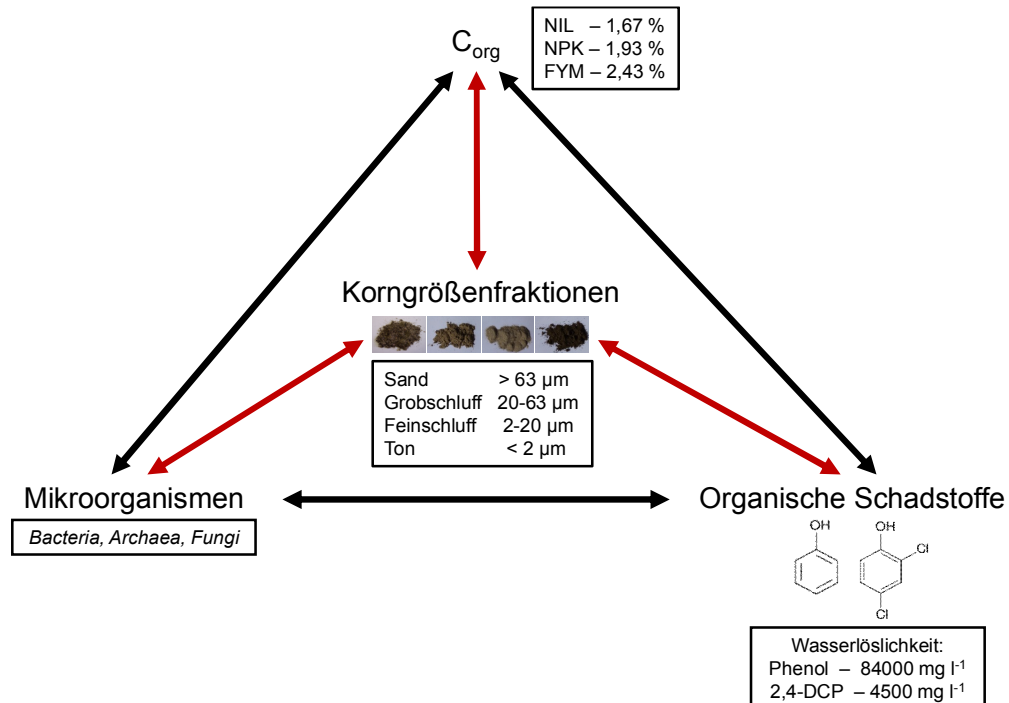 C_org
NIL – 1,67 %
NPK – 1,93 %
FYM – 2,43 %
Korngrößenfraktionen
Sand > 63 µm
Grobschluff 20-63 µm
Feinschluff 2-20 µm
Ton < 2 µm
Mikroorganismen
Bacteria, Archaea, Fungi
Organische Schadstoffe
OH
OH
Cl
Cl
Wasserlöslichkeit:
Phenol – 84000 mg l⁻¹
2,4-DCP – 4500 mg l⁻¹